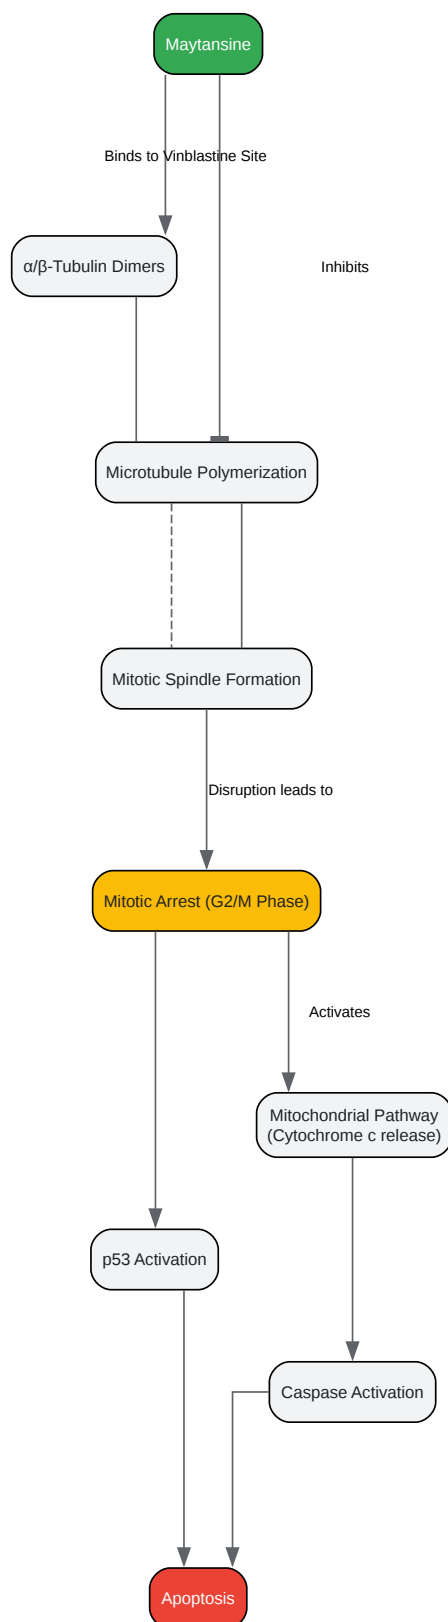 Maytansine
Binds to Vinblastine Site
α/β-Tubulin Dimers
Inhibits
Microtubule Polymerization
Mitotic Spindle Formation
Disruption leads to
Mitotic Arrest (G2/M Phase)
Activates
Mitochondrial Pathway
(Cytochrome c release)
p53 Activation
Caspase Activation
Apoptosis